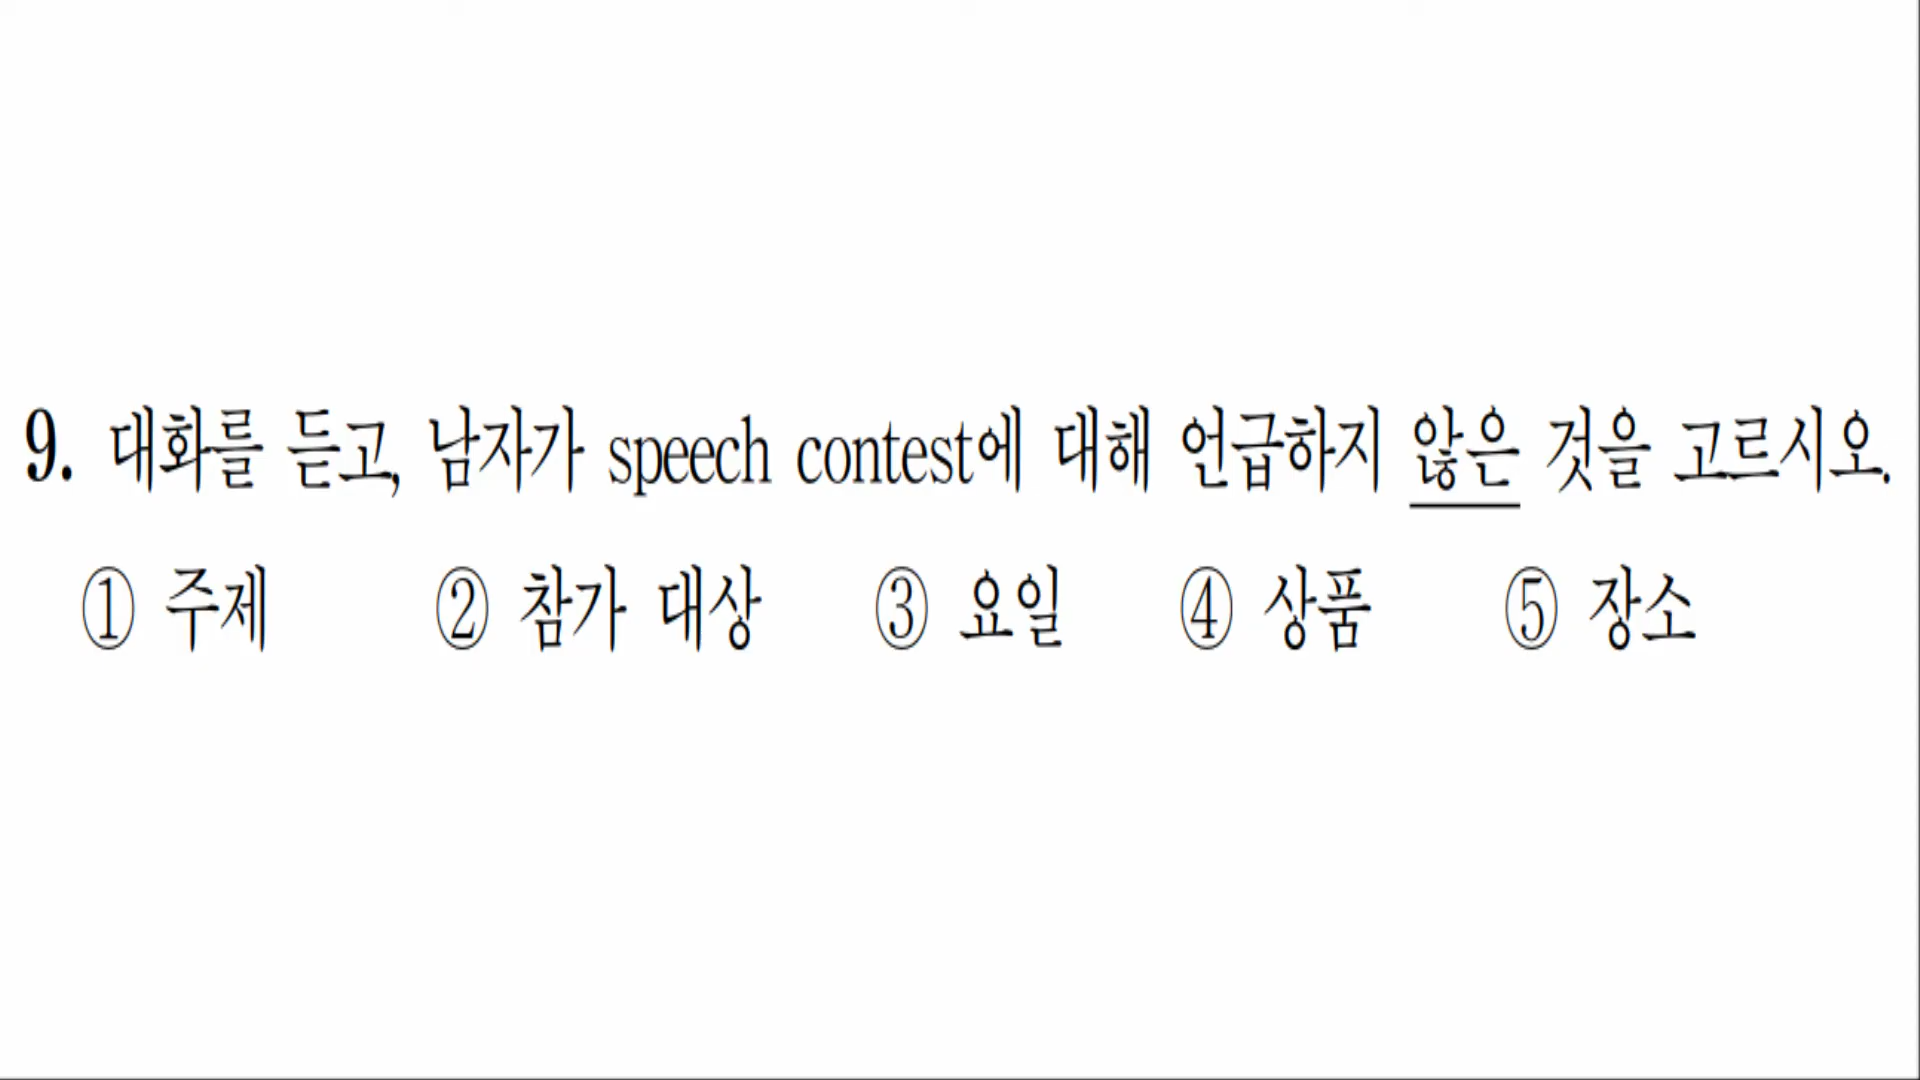 9. 대화를 듣고, 남자가 speech contest에 대해 언급하지 않은 것을 고르시오.
① 주제 ② 참가 대상 ③ 요일 ④ 상품 ⑤ 장소